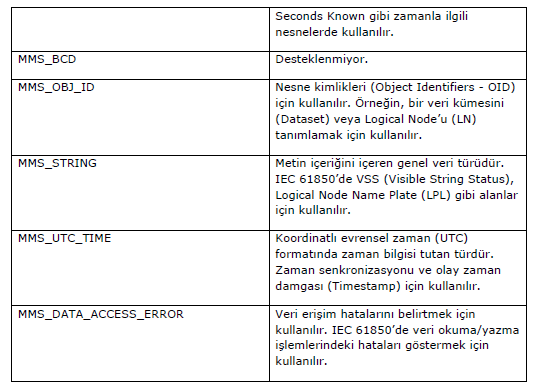 Seconds Known gibi zamanla ilgili
nesnelerde kullanılır.
MMS_BCD
Desteklenmiyor.
MMS_OBJ_ID
Nesne kimlikleri (Object Identifiers - OID)
için kullanılır. Örneğin, bir veri kümesini
(Dataset) veya Logical Node’u (LN)
tanımlamak için kullanılır.
MMS_STRING
Metin içeriğini içeren genel veri türüdür.
IEC 61850’de VSS (Visible String Status),
Logical Node Name Plate (LPL) gibi alanlar
için kullanılır.
MMS_UTC_TIME
Koordinatlı evrensel zaman (UTC)
formatında zaman bilgisi tutan türdür.
Zaman senkronizasyonu ve olay zaman
damgası (Timestamp) için kullanılır.
MMS_DATA_ACCESS_ERROR
Veri erişim hatalarını belirtmek için
kullanılır. IEC 61850’de veri okuma/yazma
işlemlerindeki hataları göstermek için
kullanılır.